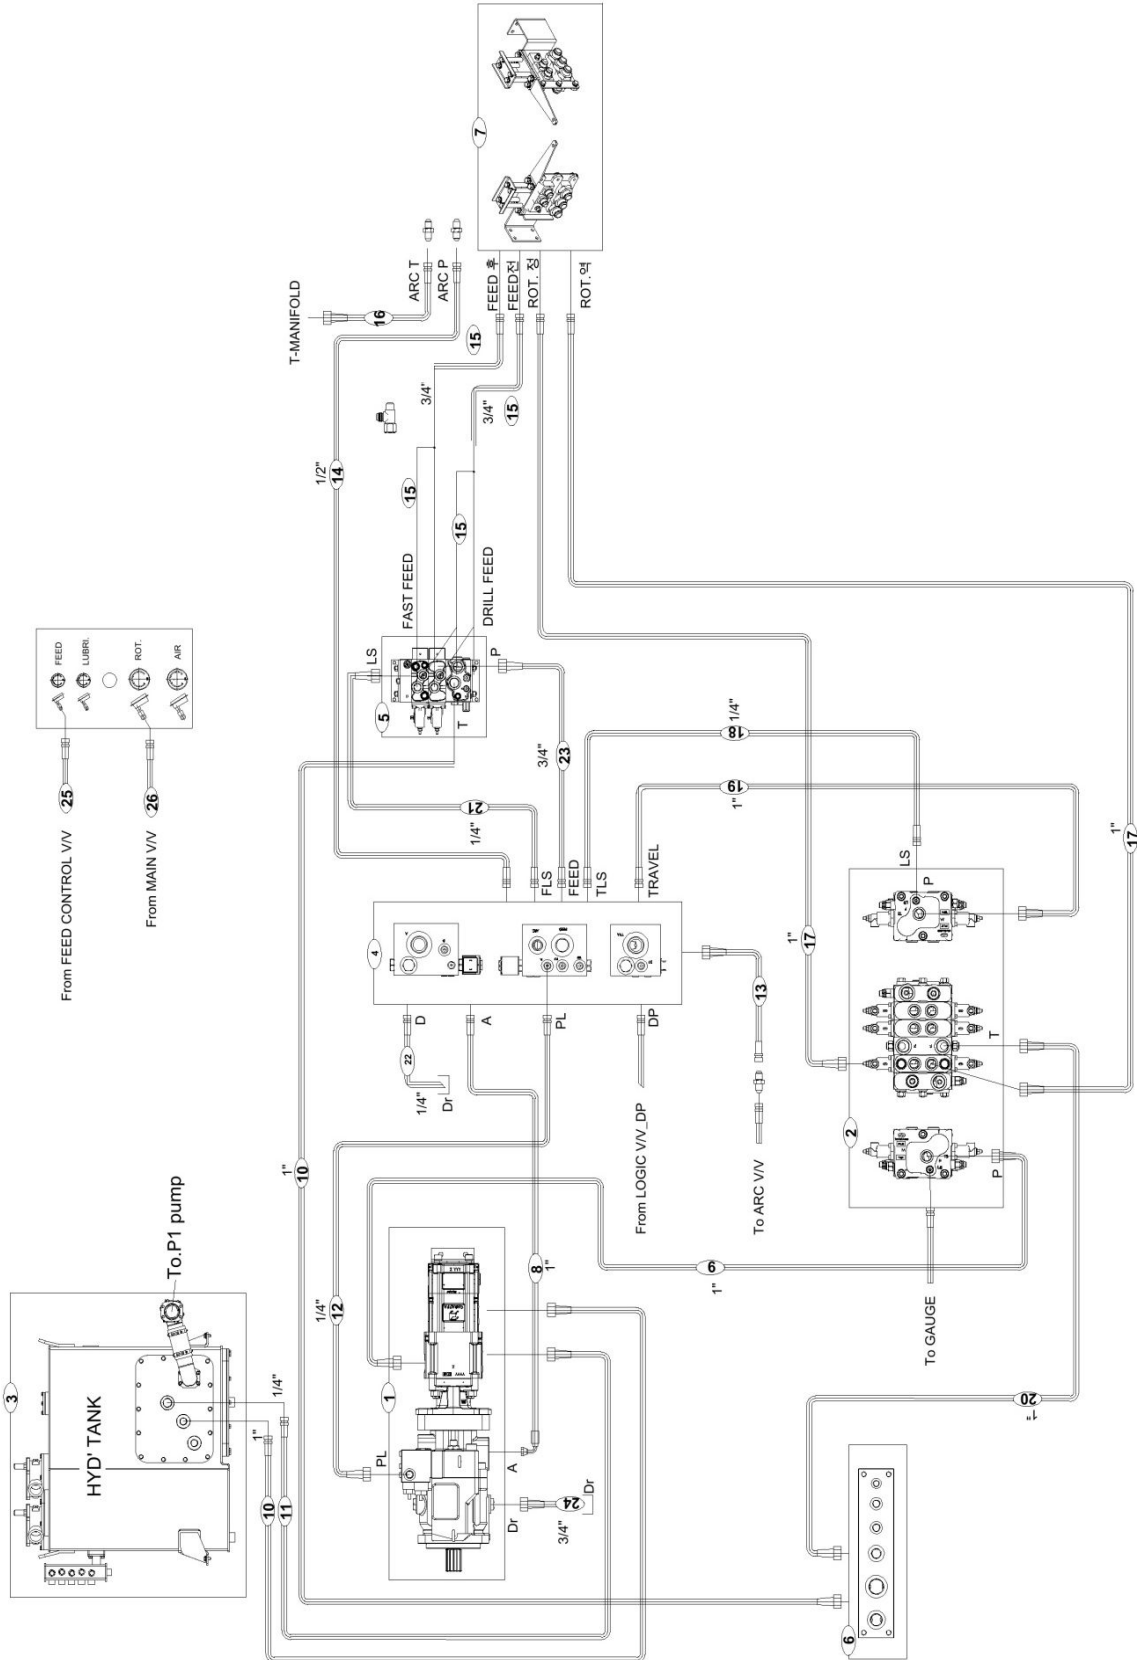 7
T-MANIFOLD
16
ARC T
ARC P
FEED 후
FEED전
ROT. 정
ROT. 역
15
3/4"
3/4"
15
1/2"
14
15
15
FAST FEED
DRILL FEED
FEED
LUBRI.
ROT.
AIR
25
From FEED CONTROL V/V
26
From MAIN V/V
LS
5
P
T
3/4"
23
21
1/4"
18
1/4"
19
1"
FLS
FEED
TLS
TRAVEL
4
D
A
PL
DP
22
1/4"
Dr
13
To ARC V/V
From LOGIC V/V_DP
1"
17
1"
17
LS
P
T
2
P
To GAUGE
1"
10
To.P1 pump
3
HYD' TANK
1/4"
1"
10
11
1/4"
12
8
1"
9
1"
1
PL
A
Dr
24
3/4"
Dr
20
1"
6